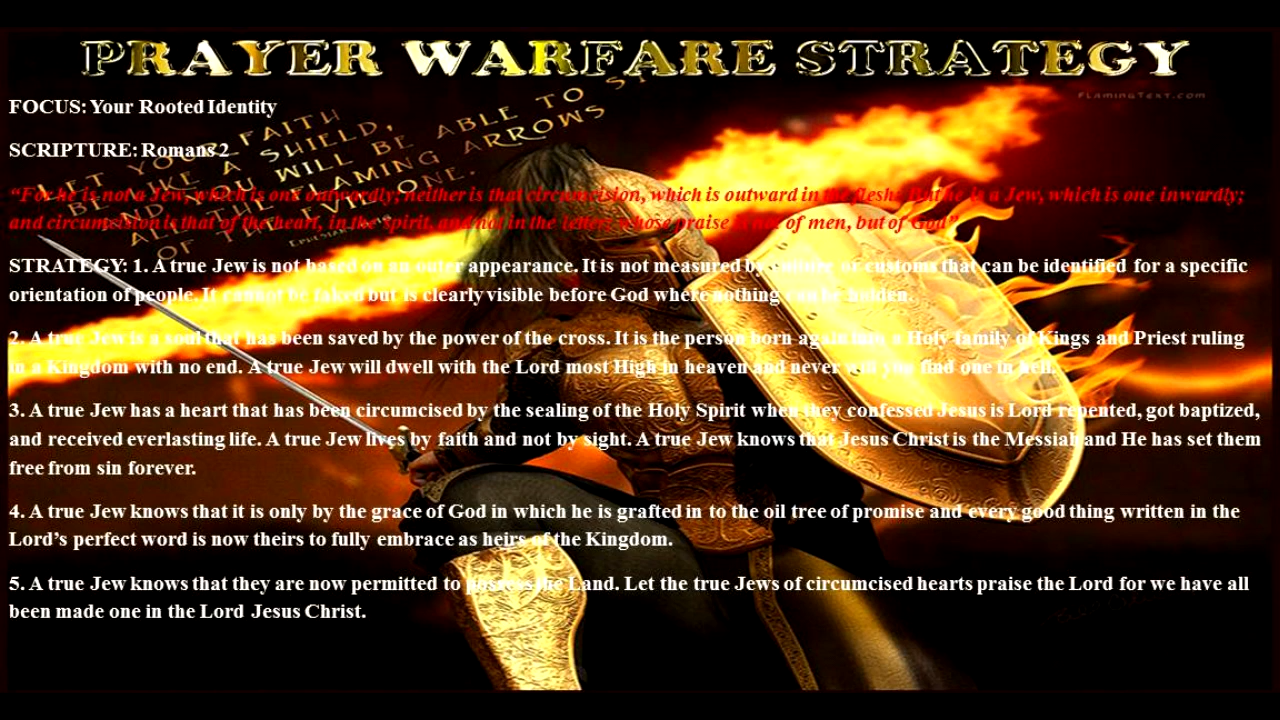 PRAYER WARFARE STRATEGY
FLAMINGTEXT.COM
FOCUS: Your Rooted Identity
FAITH
SHIELD,
WILL BE ABLE TO
FLAMING ARROWS
OF THE EVIL ONE.
SCRIPTURE: Romans 2
“For he is not a Jew, which is one outwardly; neither is that circumcision, which is outward in the flesh: But he is a Jew, which is one inwardly;
and circumcision is that of the heart, in the spirit, and not in the letter; whose praise is not of men, but of God”
STRATEGY: 1. A true Jew is not based on an outer appearance. It is not measured by culture or customs that can be identified for a specific
orientation of people. It cannot be faked but is clearly visible before God where nothing can be hidden.
2. A true Jew is a soul that has been saved by the power of the cross. It is the person born again into a Holy family of Kings and Priest ruling
in a Kingdom with no end. A true Jew will dwell with the Lord most High in heaven and never will you find one in hell.
3. A true Jew has a heart that has been circumcised by the sealing of the Holy Spirit when they confessed Jesus is Lord repented, got baptized,
and received everlasting life. A true Jew lives by faith and not by sight. A true Jew knows that Jesus Christ is the Messiah and He has set them
free from sin forever.
4. A true Jew knows that it is only by the grace of God in which he is grafted in to the oil tree of promise and every good thing written in the
Lord’s perfect word is now theirs to fully embrace as heirs of the Kingdom.
5. A true Jew knows that they are now permitted to possess the Land. Let the true Jews of circumcised hearts praise the Lord for we have all
been made one in the Lord Jesus Christ.